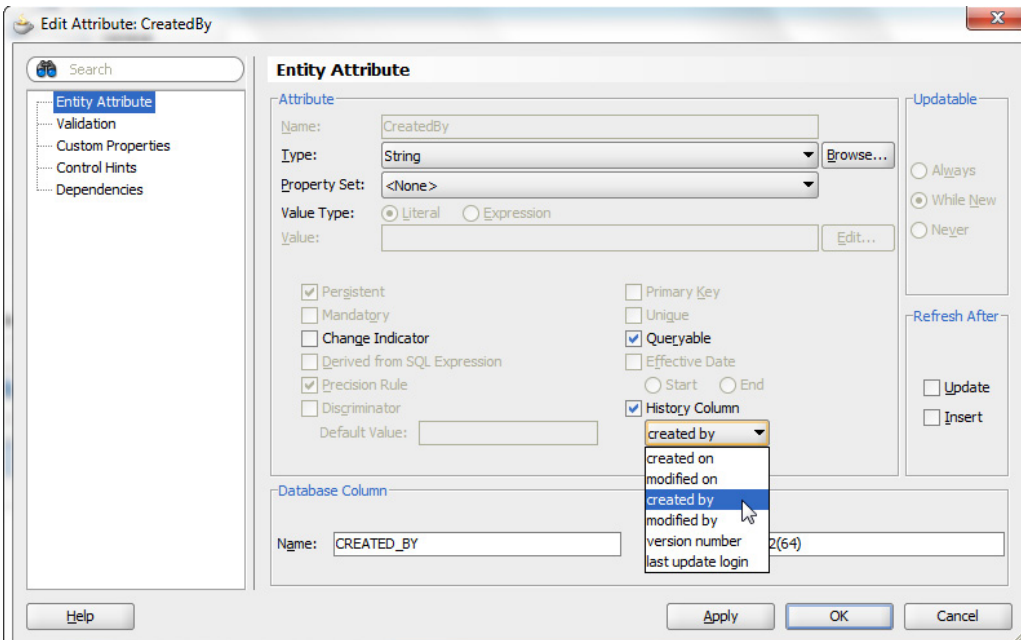 Edit Attribute: CreatedBy
Search
Entity Attribute
Validation
Custom Properties
Control Hints
Dependencies
Entity Attribute
Attribute
Name: CreatedBy
Type: String Browse...
Property Set: <None>
Value Type: Literal Expression
Value: Edit...
Persistent Primary Key
Mandatory Unique
Change Indicator Queryable
Derived from SQL Expression Effective Date
Precision Rule Start End
Discriminator History Column
Default Value: created by
created on
modified on
created by
modified by
version number
last update login
Updatable
Always
While New
Never
Refresh After
Update
Insert
Database Column
Name: CREATED_BY 2(64)
Help Apply OK Cancel